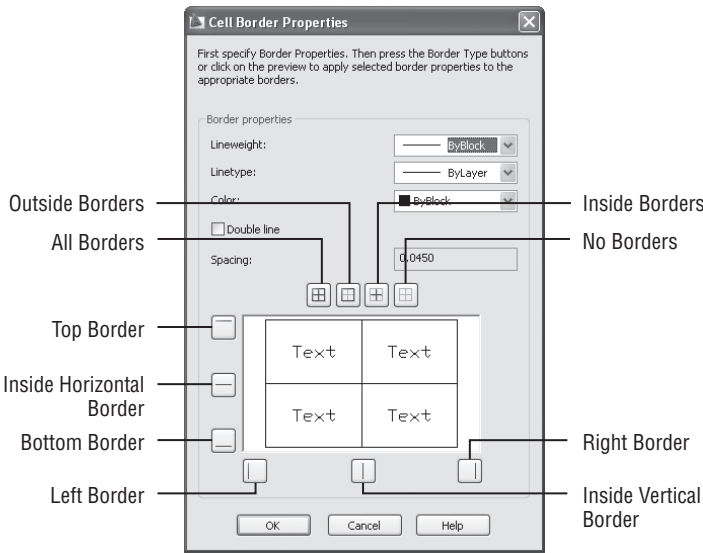 Cell Border Properties
First specify Border Properties. Then press the Border Type buttons
or click on the preview to apply selected border properties to the
appropriate borders.
Border properties
Lineweight:
ByBlock
Linetype:
ByLayer
Color:
ByBlock
Double line
Spacing:
0.0450
Outside Borders
All Borders
Inside Borders
No Borders
Top Border
Inside Horizontal
Border
Bottom Border
Left Border
Text Text
Text Text
Right Border
Inside Vertical
Border
OK Cancel Help